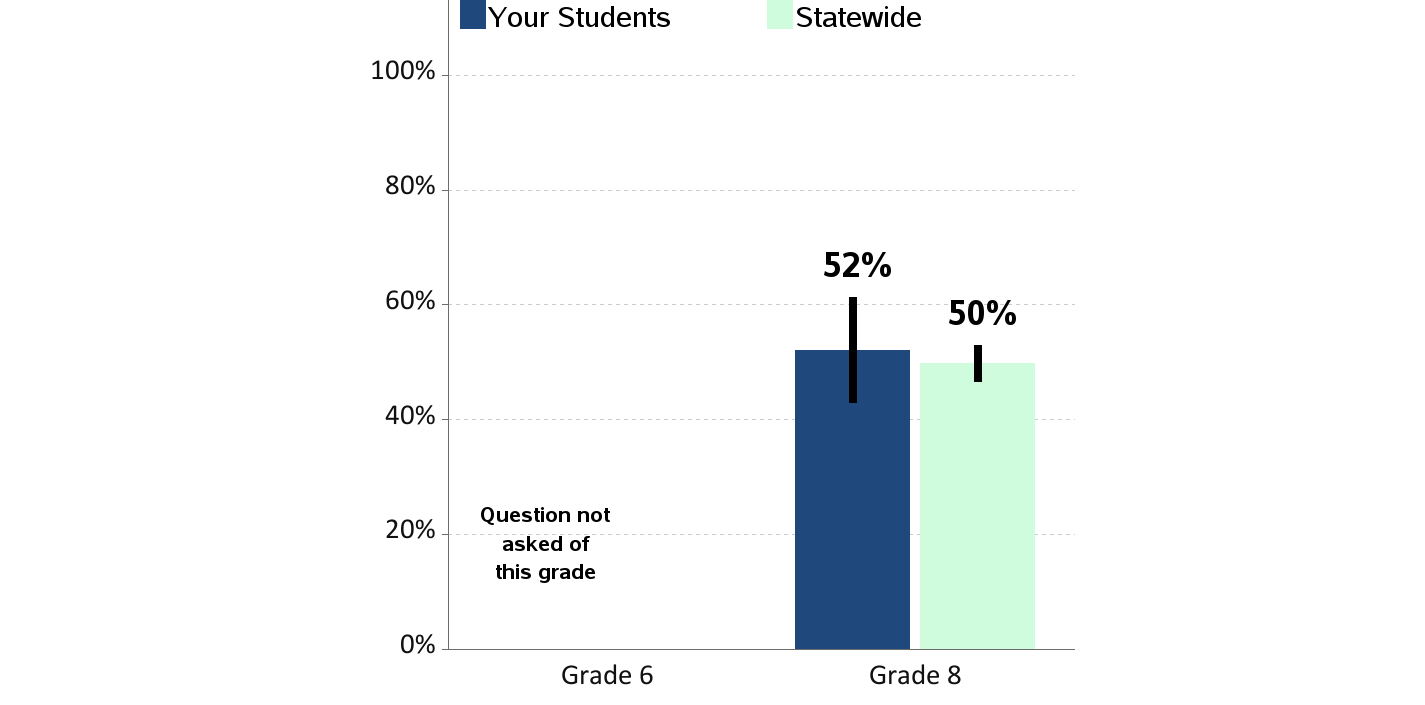 Your Students Statewide
100%
80%
60%
40%
20%
0%
52%
50%
Question not
asked of
this grade
Grade 6 Grade 8